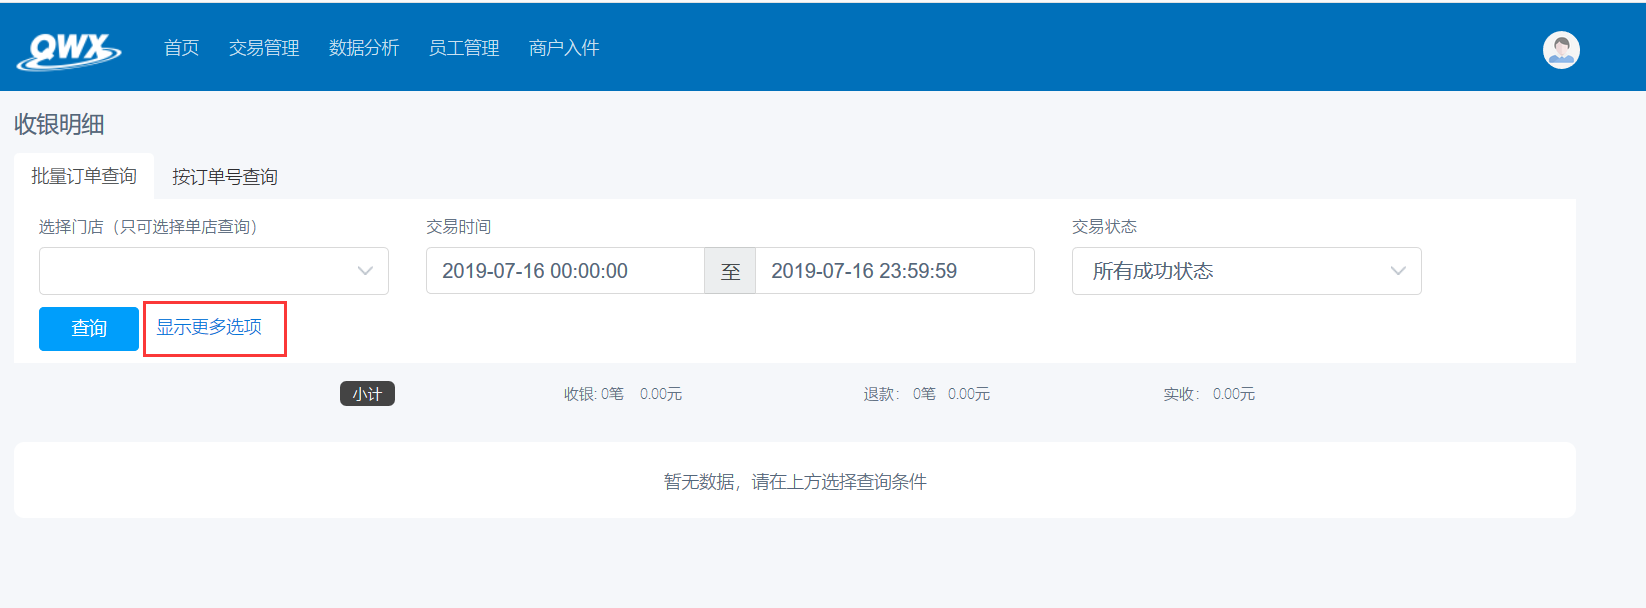 QWX 首页 交易管理 数据分析 员工管理 商户入件
收银明细
批量订单查询 按订单号查询
选择门店（只可选择单店查询） 交易时间 交易状态
2019-07-16 00:00:00 至 2019-07-16 23:59:59 所有成功状态
查询 显示更多选项
小计 收银: 0笔 0.00元 退款： 0笔 0.00元 实收： 0.00元
暂无数据，请在上方选择查询条件